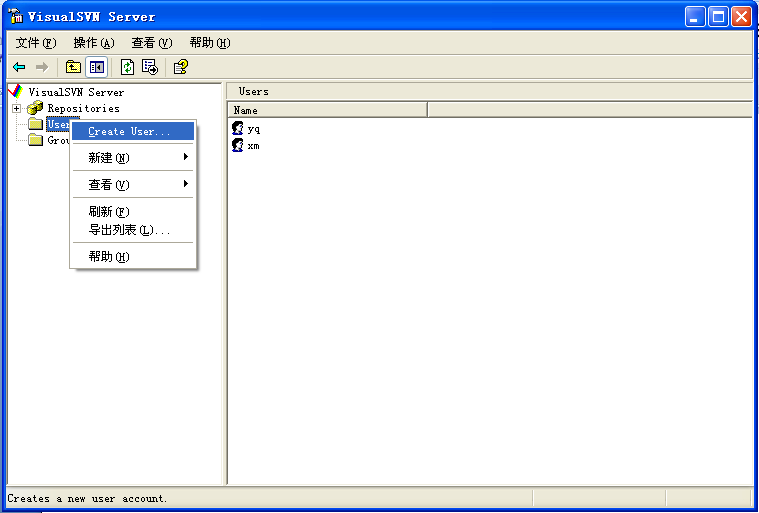 VisualSVN Server
文件(F) 操作(A) 查看(V) 帮助(H)
VisualSVN Server
Repositories
Groups
Create User...
新建(N)
查看(V)
刷新(F)
导出列表(L)...
帮助(H)
Users
Name
yq
xm
Creates a new user account.